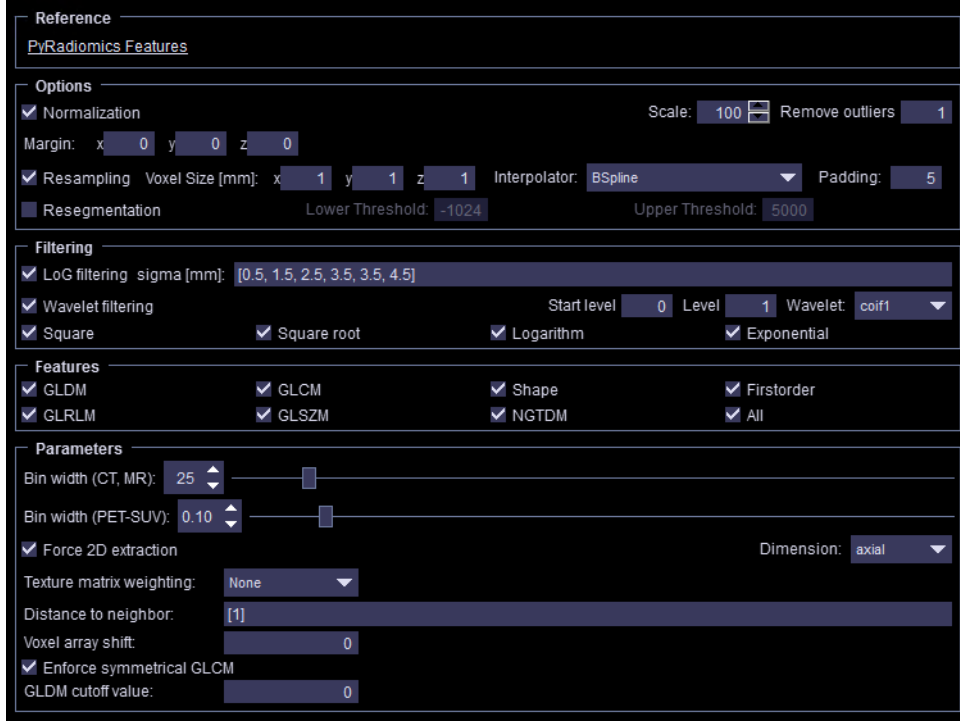 Reference
PyRadiomics Features
Options
Normalization Scale: 100 Remove outliers 1
Margin: x 0 y 0 z 0
Resampling Voxel Size [mm]: x 1 y 1 z 1 Interpolator: BSpline Padding: 5
Resegmentation Lower Threshold: -1024 Upper Threshold: 5000
Filtering
LoG filtering sigma [mm]: [0.5, 1.5, 2.5, 3.5, 3.5, 4.5]
Wavelet filtering Start level 0 Level 1 Wavelet: coif1
Square Square root Logarithm Exponential
Features
GLDM GLCM Shape Firstorder
GLRLM GLSZM NGTDM All
Parameters
Bin width (CT, MR): 25
Bin width (PET-SUV): 0.10
Force 2D extraction Dimension: axial
Texture matrix weighting: None
Distance to neighbor: [1]
Voxel array shift: 0
Enforce symmetrical GLCM
GLDM cutoff value: 0